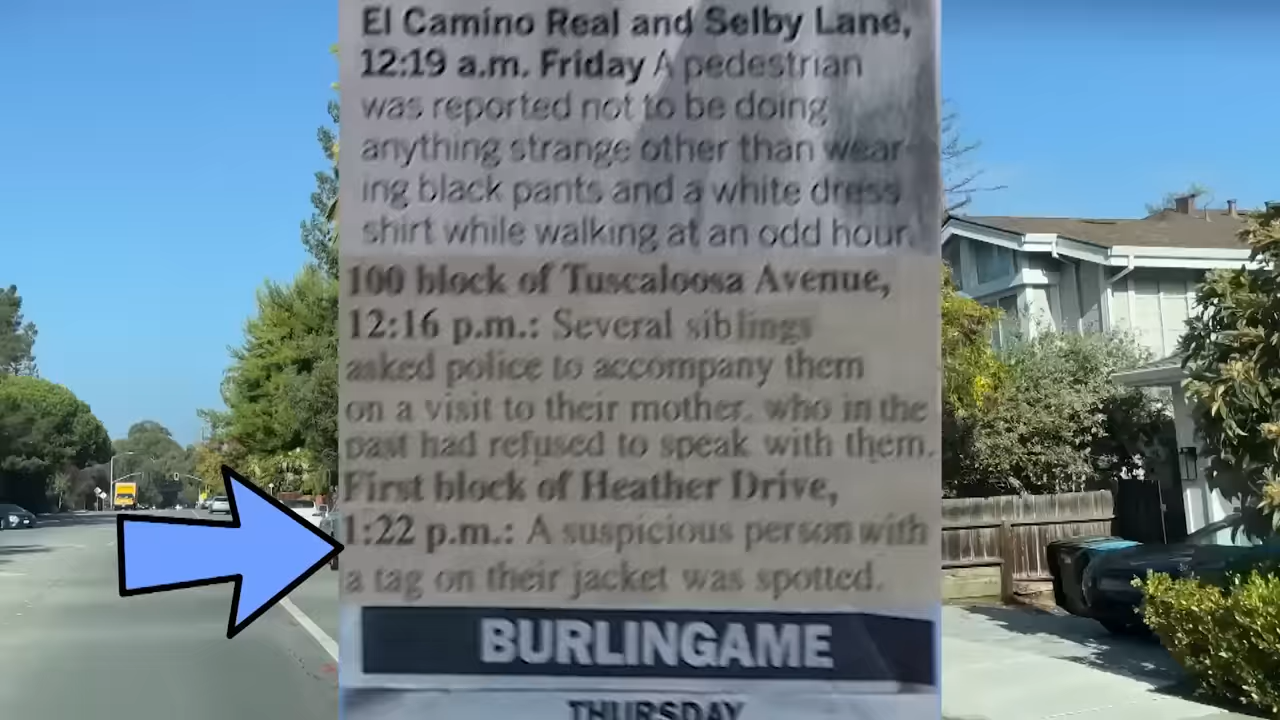 El Camino Real and Selby Lane,
12:19 a.m. Friday A pedestrian
was reported not to be doing
anything strange other than wear-
ing black pants and a white dress
shirt while walking at an odd hour.
100 block of Tuscaloosa Avenue,
12:16 p.m.: Several siblings
asked police to accompany them
on a visit to their mother, who in the
past had refused to speak with them.
First block of Heather Drive,
1:22 p.m.: A suspicious person with
a tag on their jacket was spotted.
BURLINGAME
THURSDAY